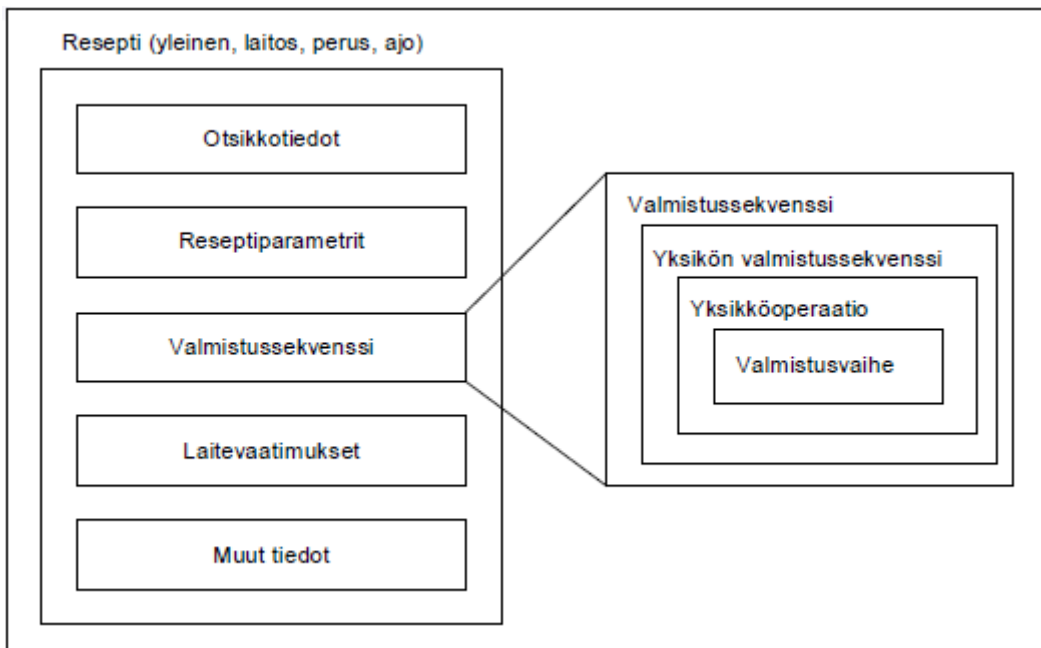 Resepti (yleinen, laitos, perus, ajo)
Otsikkotiedot
Reseptiparametrit
Valmistussekvenssi
Laitevaatimukset
Muut tiedot
Valmistussekvenssi
Yksikön valmistussekvenssi
Yksikköoperaatio
Valmistusvaihe